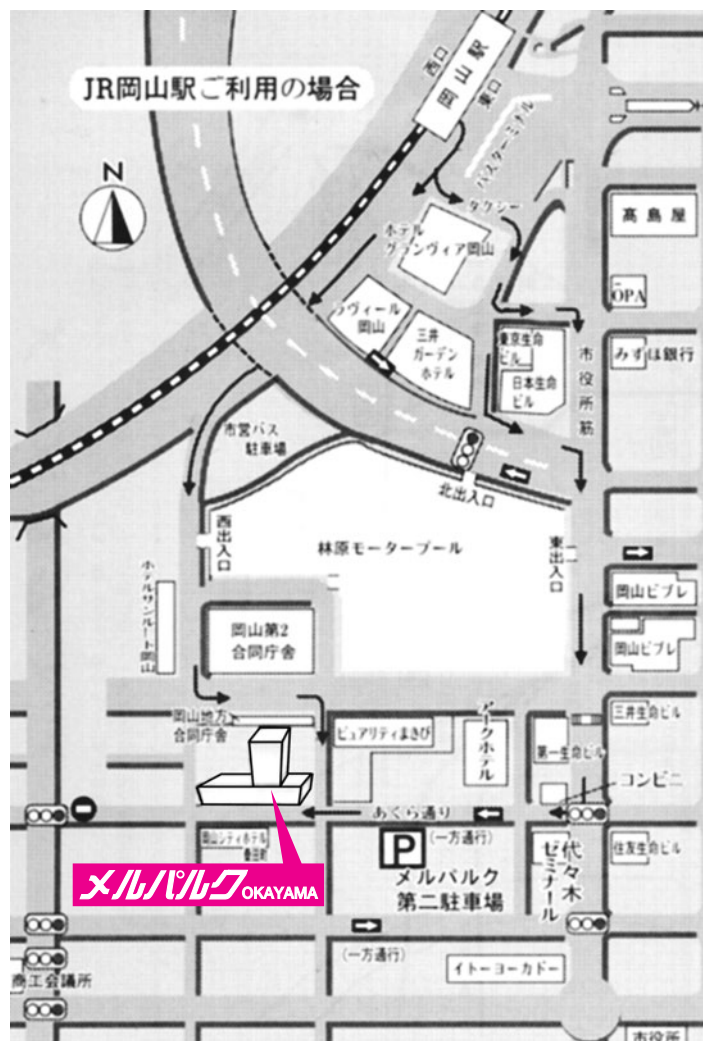 JR岡山駅ご利用の場合
西口
岡山駅
東口
バスターミナル
N
タクシー
髙島屋
ホテル
グランヴィア岡山
OPA
ラヴィール
岡山
三井
ガーデン
ホテル
東京生命
ビル
日本生命
ビル
市役所筋
みずほ銀行
市営バス
駐車場
北出入口
西出入口
林原モータープール
東出入口
ホテルサンルート岡山
岡山ビブレ
岡山第2
合同庁舎
岡山ビブレ
岡山地方
合同庁舎
ピュアリティまきび
アークホテル
第一生命ビル
三井生命ビル
コンビニ
あくら通り
岡山シティホテル
桑田町
P
(一方通行)
メルパルク
第二駐車場
代々木
ゼミナール
住友生命ビル
メルパルク OKAYAMA
(一方通行)
イトーヨーカドー
商工会議所
市役所